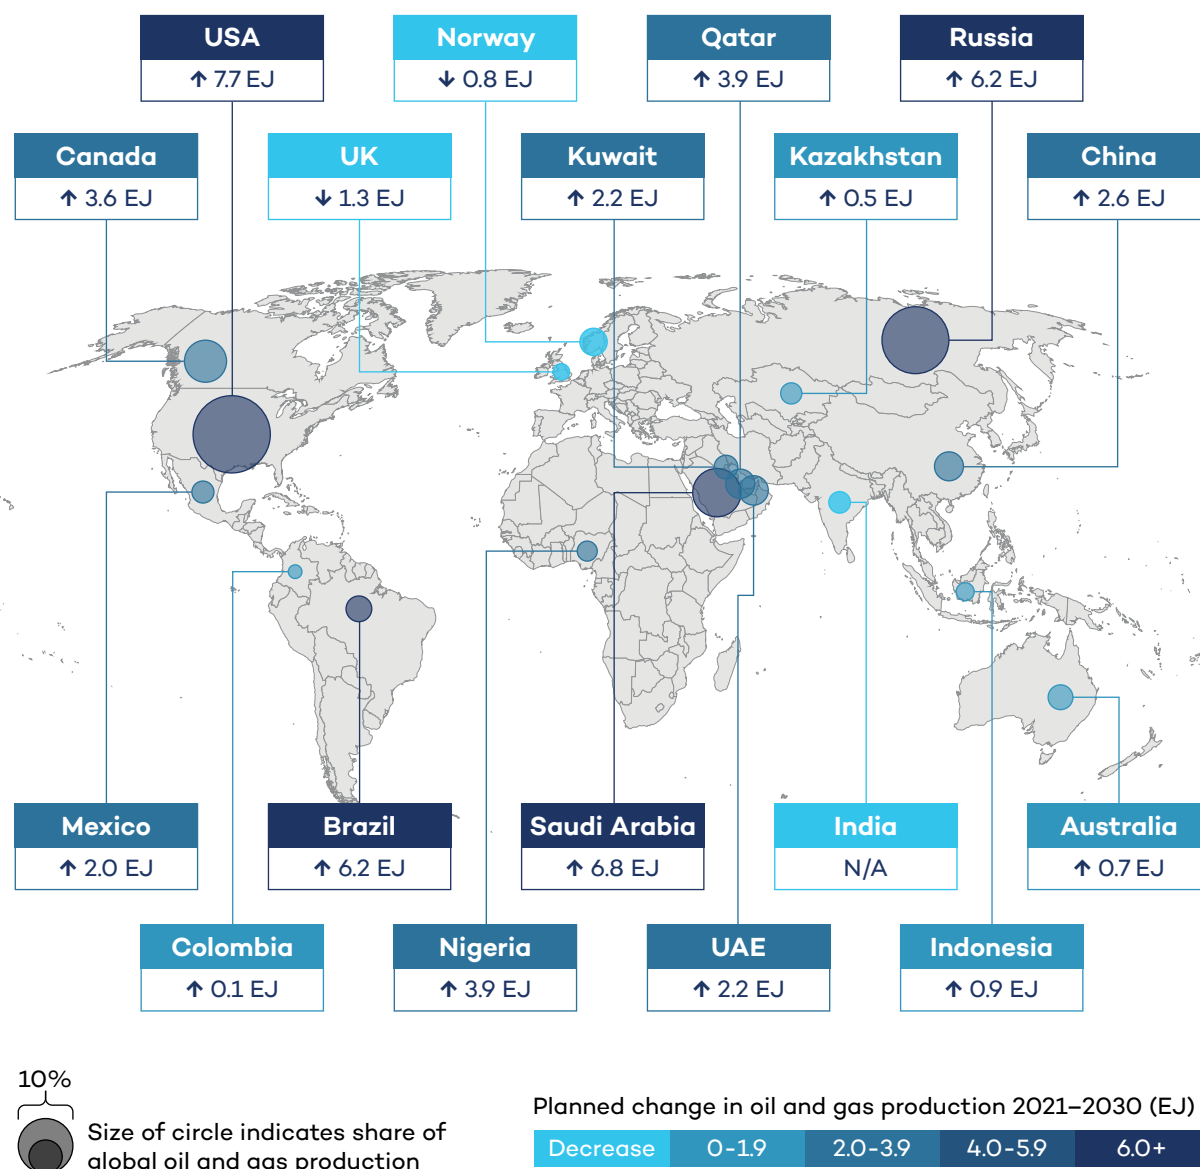 USA
↑ 7.7 EJ
Norway
↓ 0.8 EJ
Qatar
↑ 3.9 EJ
Russia
↑ 6.2 EJ
Canada
↑ 3.6 EJ
UK
↓ 1.3 EJ
Kuwait
↑ 2.2 EJ
Kazakhstan
↑ 0.5 EJ
China
↑ 2.6 EJ
Mexico
↑ 2.0 EJ
Brazil
↑ 6.2 EJ
Saudi Arabia
↑ 6.8 EJ
India
N/A
Australia
↑ 0.7 EJ
Colombia
↑ 0.1 EJ
Nigeria
↑ 3.9 EJ
UAE
↑ 2.2 EJ
Indonesia
↑ 0.9 EJ
10%
Size of circle indicates share of
global oil and gas production
Planned change in oil and gas production 2021–2030 (EJ)
Decrease 0-1.9 2.0-3.9 4.0-5.9 6.0+